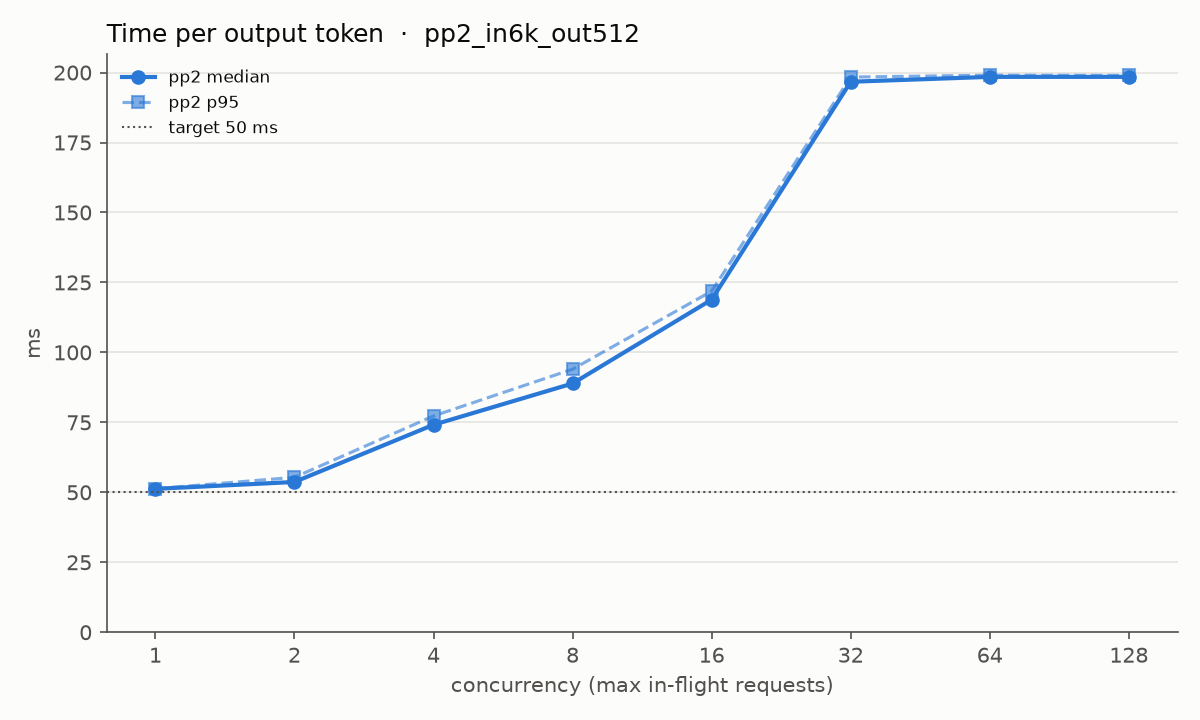 Time per output token · pp2_in6k_out512
pp2 median
pp2 p95
target 50 ms
200
175
150
125
100
75
50
25
0
ms
1 2 4 8 16 32 64 128
concurrency (max in-flight requests)